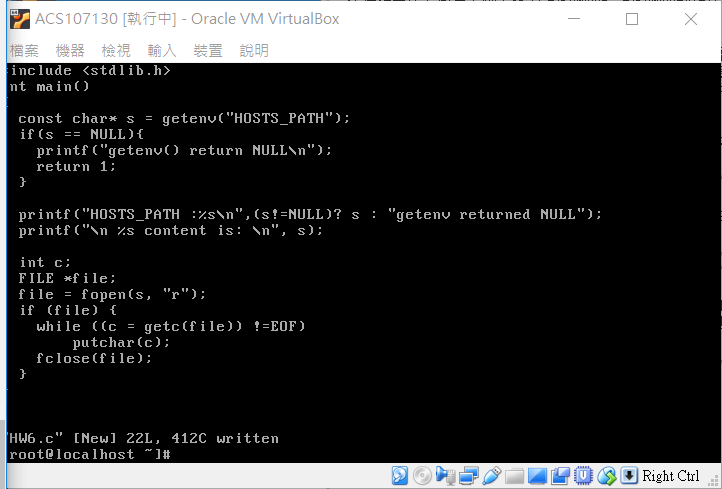 ACS107130 [執行中] - Oracle VM VirtualBox
檔案 機器 檢視 輸入 裝置 說明
include <stdlib.h>
nt main()
const char* s = getenv("HOSTS_PATH");
if(s == NULL){
printf("getenv() return NULL\n");
return 1;
}
printf("HOSTS_PATH :%s\n",(s!=NULL)? s : "getenv returned NULL");
printf("\n %s content is: \n", s);
int c;
FILE *file;
file = fopen(s, "r");
if (file) {
while ((c = getc(file)) !=EOF)
putchar(c);
fclose(file);
}
"HW6.c" [New] 22L, 412C written
root@localhost ~]#
Right Ctrl